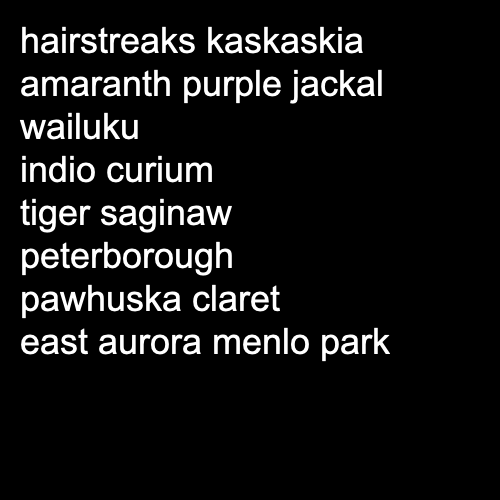 hairstreaks kaskaskia
amaranth purple jackal
wailuku
indio curium
tiger saginaw
peterborough
pawhuska claret
east aurora menlo park